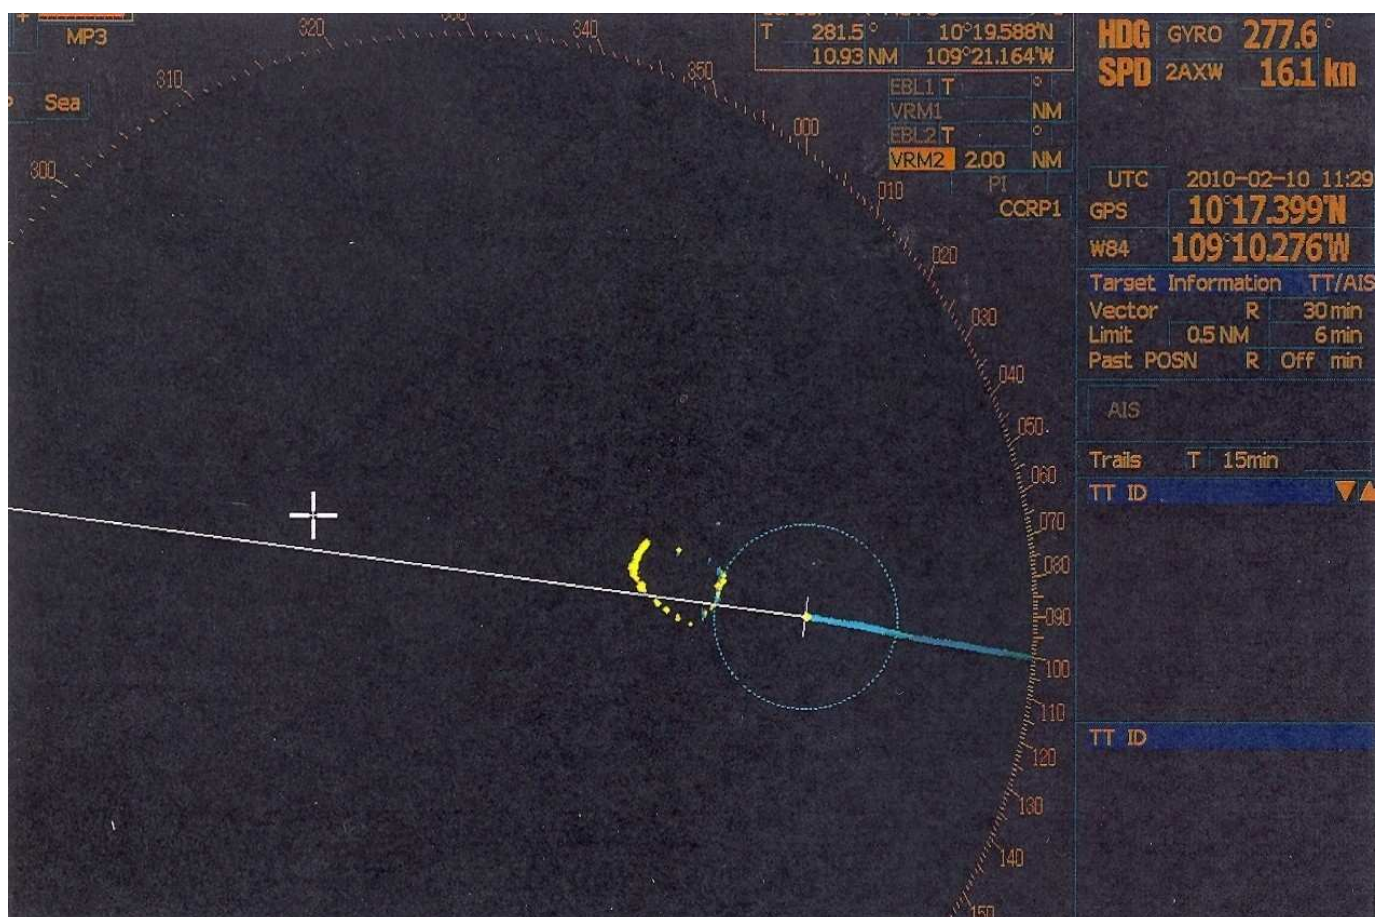 MP3
Sea
T 281.5° 10°19.588'N
10.93 NM 109°21.164'W
EBL1 T °
VRM1 NM
EBL2 T °
VRM2 2.00 NM
PI
CCRP1
HDG GYRO 277.6°
SPD 2AXW 16.1 kn
UTC 2010-02-10 11:29
GPS 10°17.399'N
W84 109°10.276'W
Target Information TT/AIS
Vector R 30 min
Limit 0.5 NM 6 min
Past POSN R Off min
AIS
Trails T 15min
TT ID
TT ID
300
310
320
340
350
000
010
020
030
040
050
060
070
080
090
100
110
120
130
140
150